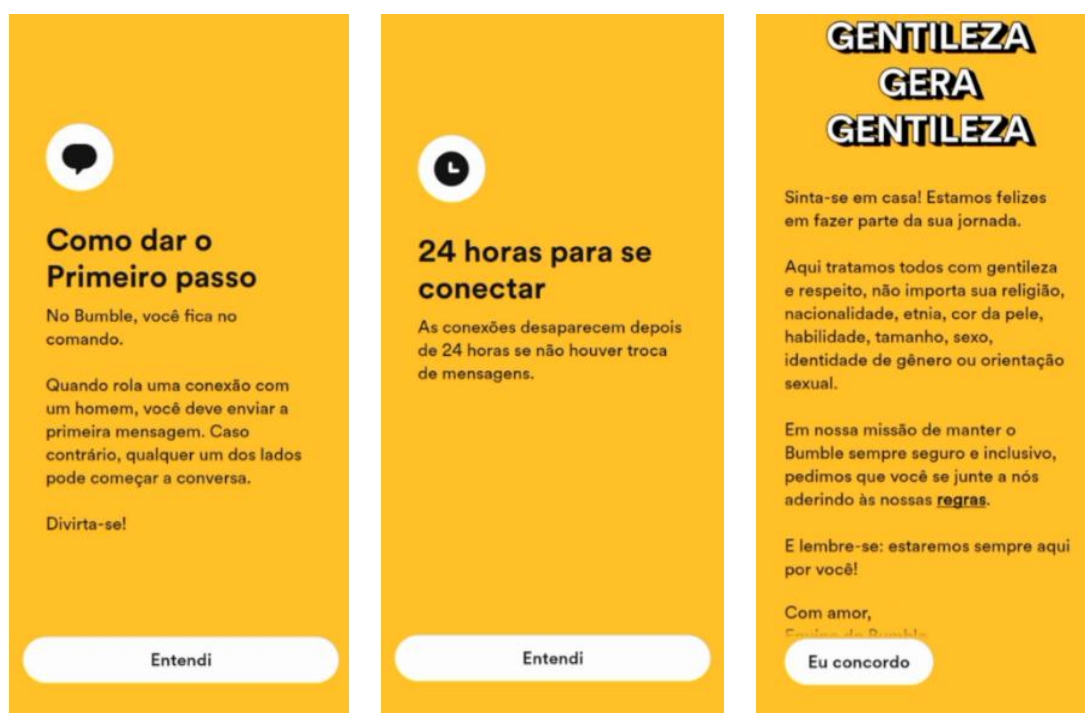 Como dar o
Primeiro passo
No Bumble, você fica no
comando.
Quando rola uma conexão com
um homem, você deve enviar a
primeira mensagem. Caso
contrário, qualquer um dos lados
pode começar a conversa.
Divirta-se!
Entendi
24 horas para se
conectar
As conexões desaparecem depois
de 24 horas se não houver troca
de mensagens.
Entendi
GENTILEZA
GERA
GENTILEZA
Sinta-se em casa! Estamos felizes
em fazer parte da sua jornada.
Aqui tratamos todos com gentileza
e respeito, não importa sua religião,
nacionalidade, etnia, cor da pele,
habilidade, tamanho, sexo,
identidade de gênero ou orientação
sexual.
Em nossa missão de manter o
Bumble sempre seguro e inclusivo,
pedimos que você se junte a nós
aderindo às nossas regras.
E lembre-se: estaremos sempre aqui
por você!
Com amor,
Eu concordo